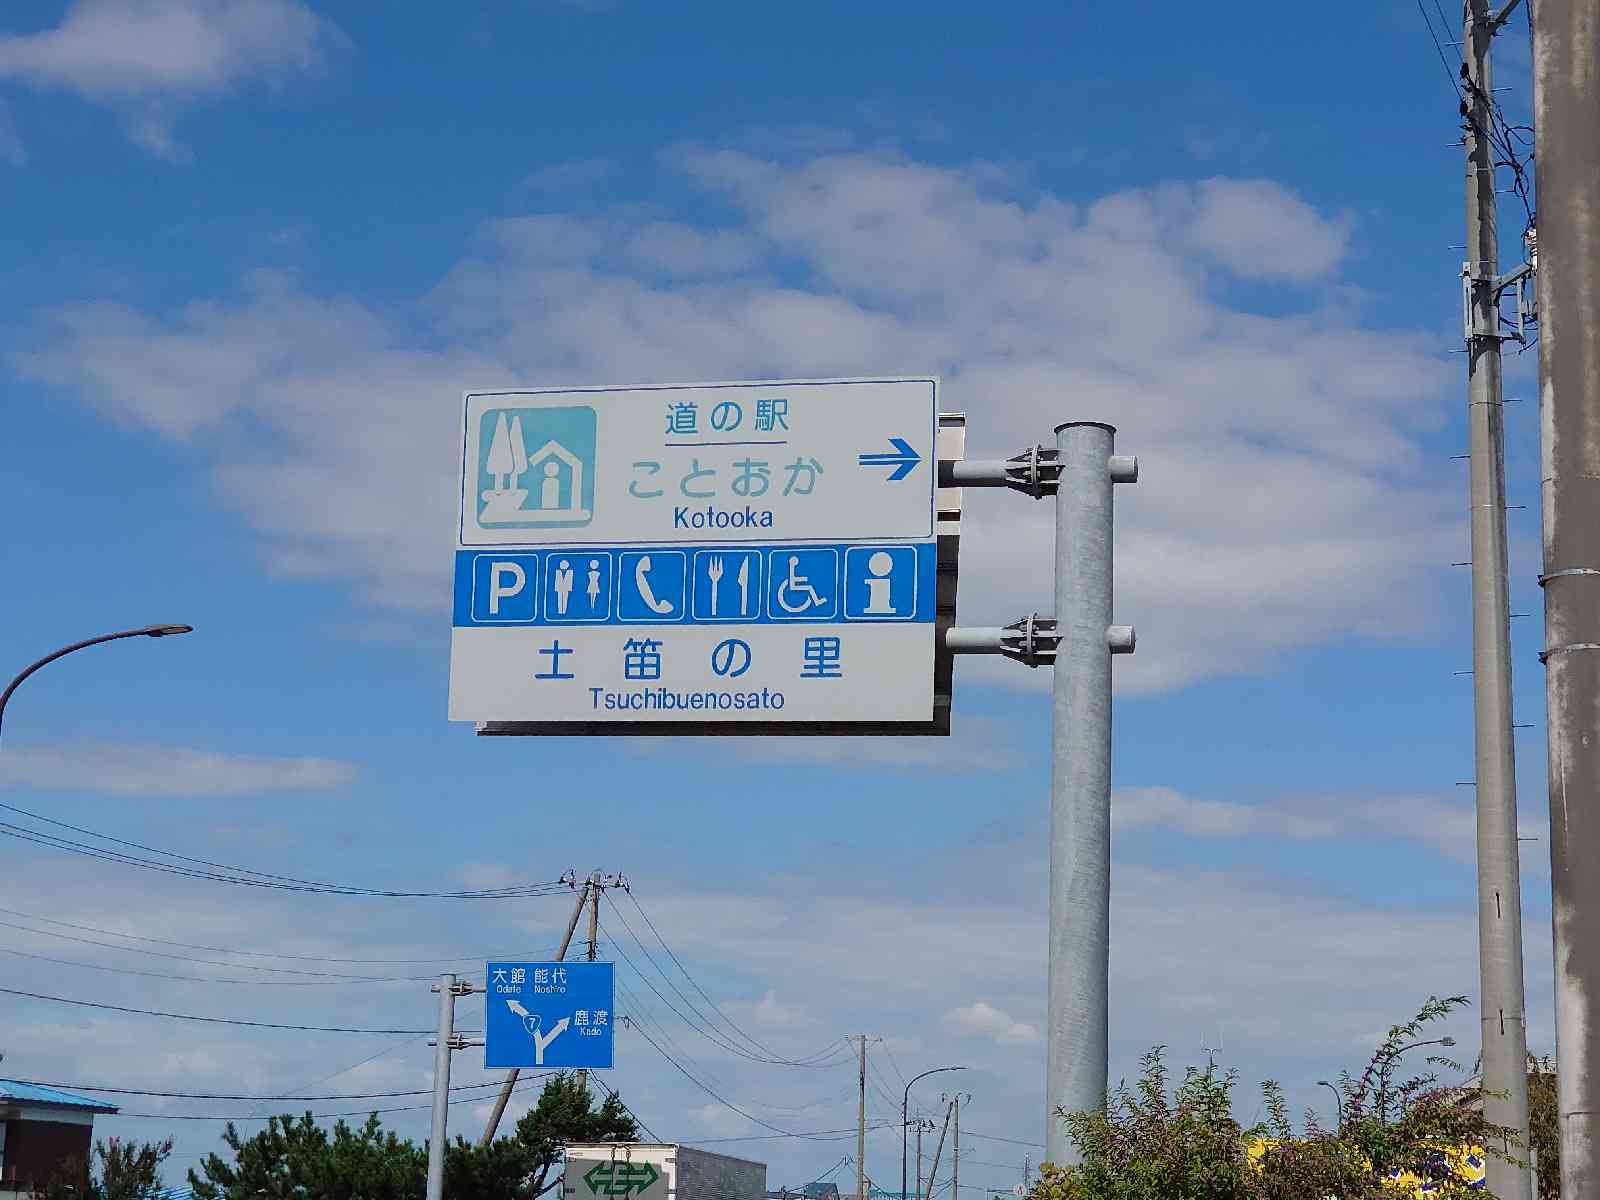 道の駅
ことおか
Kotooka
P
土笛の里
Tsuchibuenosato
大館 能代
Odate Noshiro
7
鹿渡
Kado